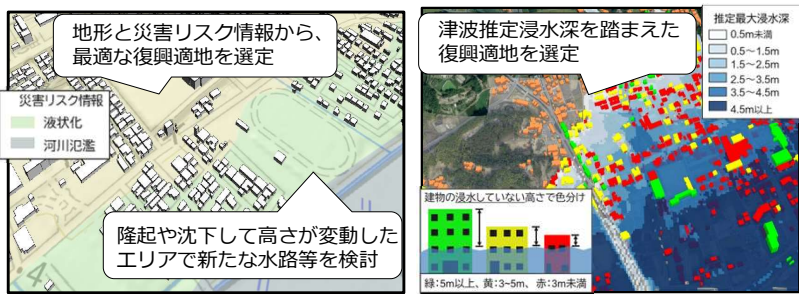 地形と災害リスク情報から、
最適な復興適地を選定
災害リスク情報
液状化
河川氾濫
隆起や沈下して高さが変動した
エリアで新たな水路等を検討
津波推定浸水深を踏まえた
復興適地を選定
推定最大浸水深
0.5m未満
0.5～1.5m
1.5～2.5m
2.5～3.5m
3.5～4.5m
4.5m以上
建物の浸水していない高さで色分け
緑：5m以上、黄：3~5m、赤：3m未満